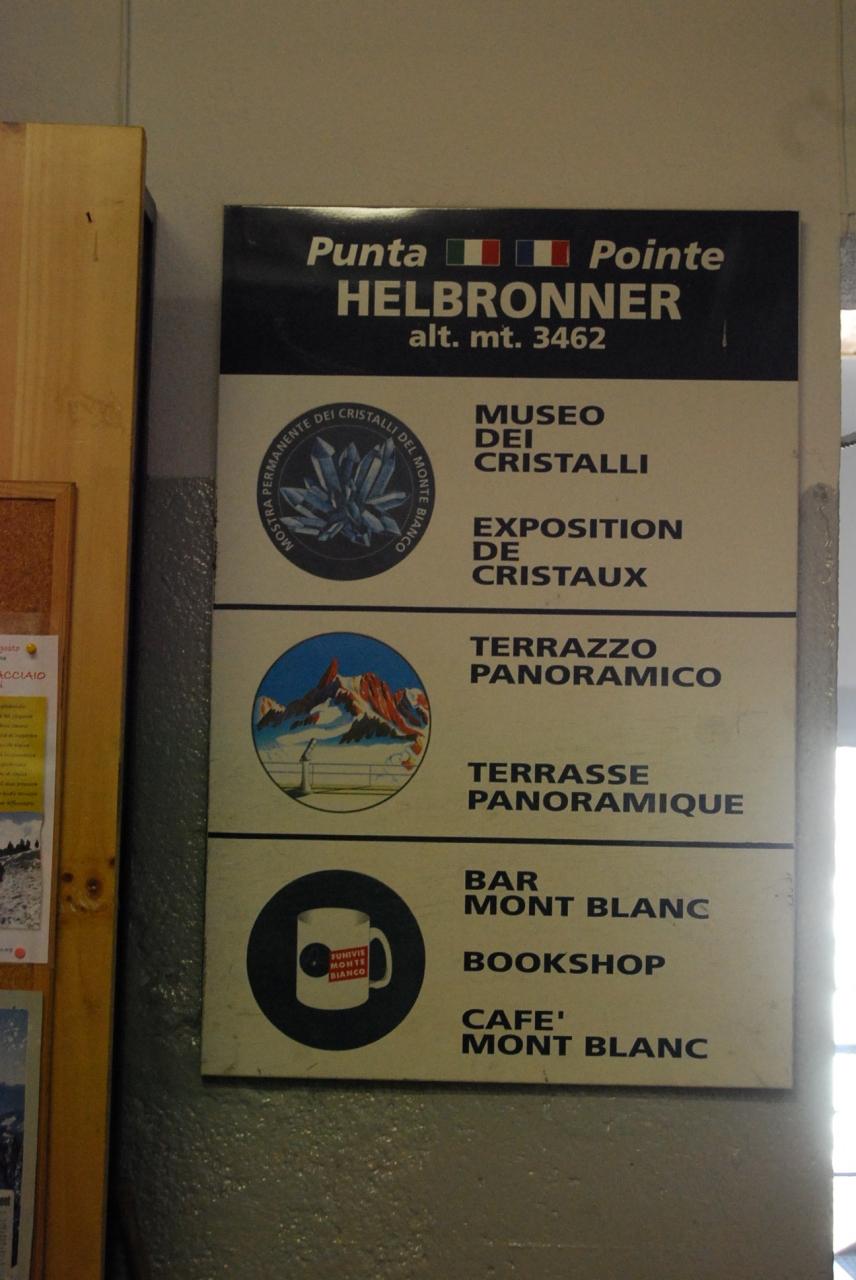 Punta Pointe
HELBRONNER
alt. mt. 3462
MOSTRA PERMANENTE DEI CRISTALLI DEL MONTE BIANCO
MUSEO
DEI
CRISTALLI
EXPOSITION
DE
CRISTAUX
TERRAZZO
PANORAMICO
TERRASSE
PANORAMIQUE
FUNIVIE
MONTE
BIANCO
BAR
MONT BLANC
BOOKSHOP
CAFE'
MONT BLANC